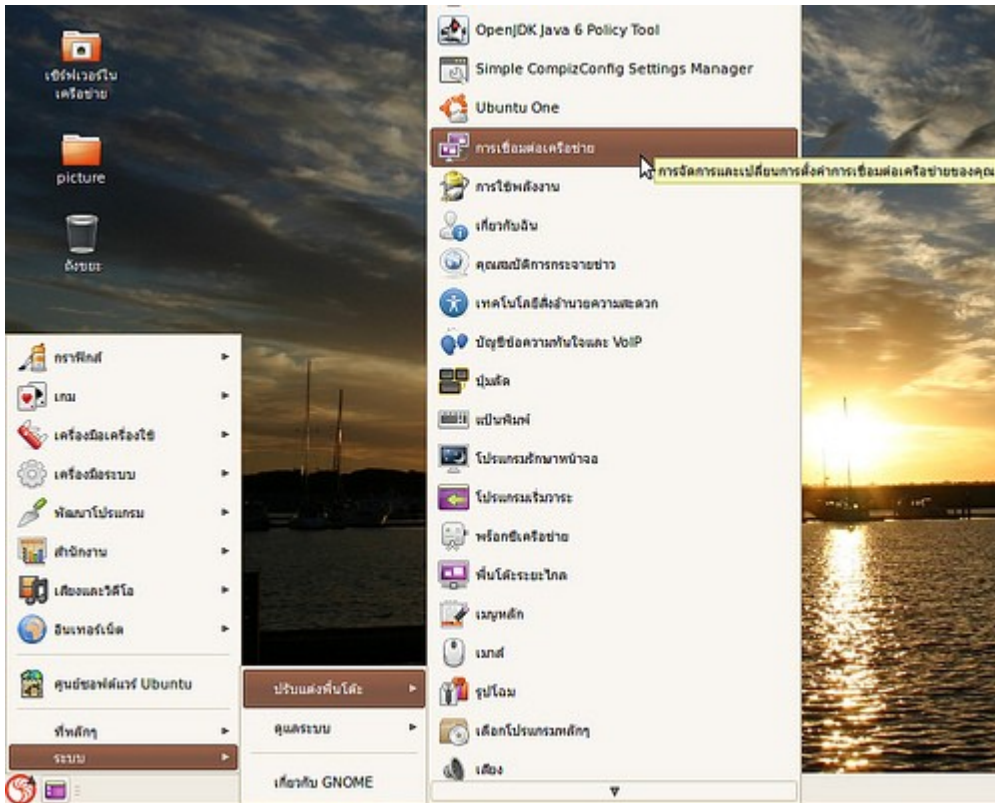 เซิร์ฟเวอร์ใน
เครือข่าย
picture
ถังขยะ
กราฟิกส์
เกม
เครื่องมือเครื่องใช้
เครื่องมือระบบ
พัฒนาโปรแกรม
สำนักงาน
เสียงและวิดีโอ
อินเทอร์เน็ต
ศูนย์ซอฟต์แวร์ Ubuntu
ที่หลักๆ
ระบบ
ปรับแต่งพื้นโต๊ะ
ดูแลระบบ
เกี่ยวกับ GNOME
OpenJDK Java 6 Policy Tool
Simple CompizConfig Settings Manager
Ubuntu One
การเชื่อมต่อเครือข่าย
การจัดการและเปลี่ยนการตั้งค่าการเชื่อมต่อเครือข่ายของคุณ
การใช้พลังงาน
เกี่ยวกับฉัน
คุณสมบัติการกระจายข่าว
เทคโนโลยีสิ่งอำนวยความสะดวก
บัญชีข้อความทันใจและ VoIP
ปุ่มลัด
แป้นพิมพ์
โปรแกรมรักษาหน้าจอ
โปรแกรมเริ่มวาระ
พร็อกซีเครือข่าย
พื้นโต๊ะระยะไกล
เมนูหลัก
เมาส์
รูปโฉม
เลือกโปรแกรมหลักๆ
เสียง